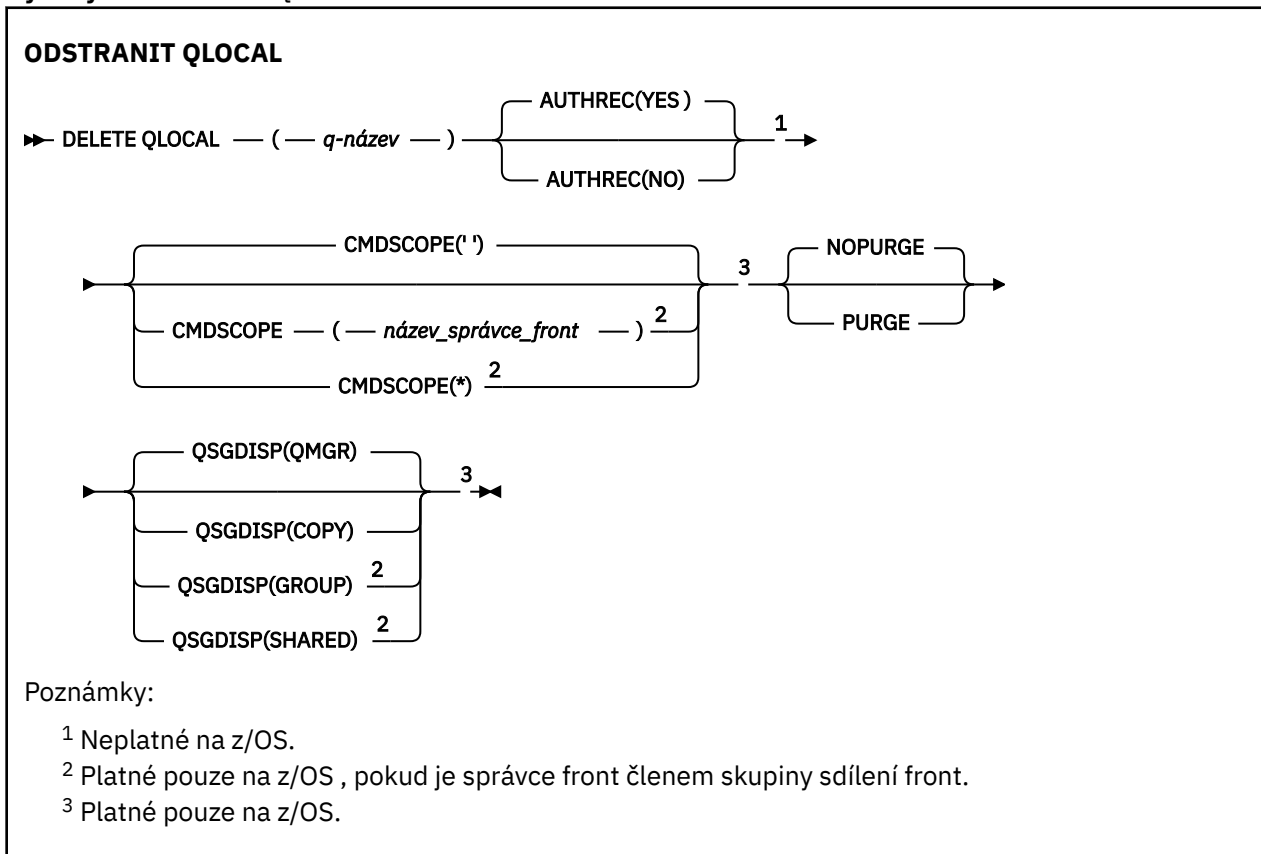 ODSTRANIT QLOCAL
AUTHREC(YES )
DELETE QLOCAL ( q-název ) 1
AUTHREC(NO)
CMDSCOPE(' ') NOPURGE
3
CMDSCOPE ( název_správce_front ) 2 PURGE
CMDSCOPE(*) 2
QSGDISP(QMGR)
3
QSGDISP(COPY)
QSGDISP(GROUP) 2
QSGDISP(SHARED) 2
Poznámky:
1 Neplatné na z/OS.
2 Platné pouze na z/OS , pokud je správce front členem skupiny sdílení front.
3 Platné pouze na z/OS.